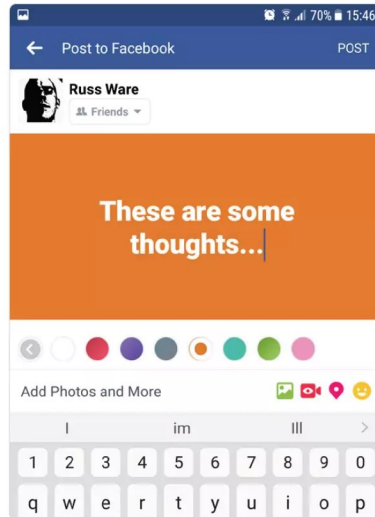 70% 15:46
Post to Facebook POST
Russ Ware
Friends
These are some
thoughts...
Add Photos and More
I im Ill
1 2 3 4 5 6 7 8 9 0
q w e r t y u i o p